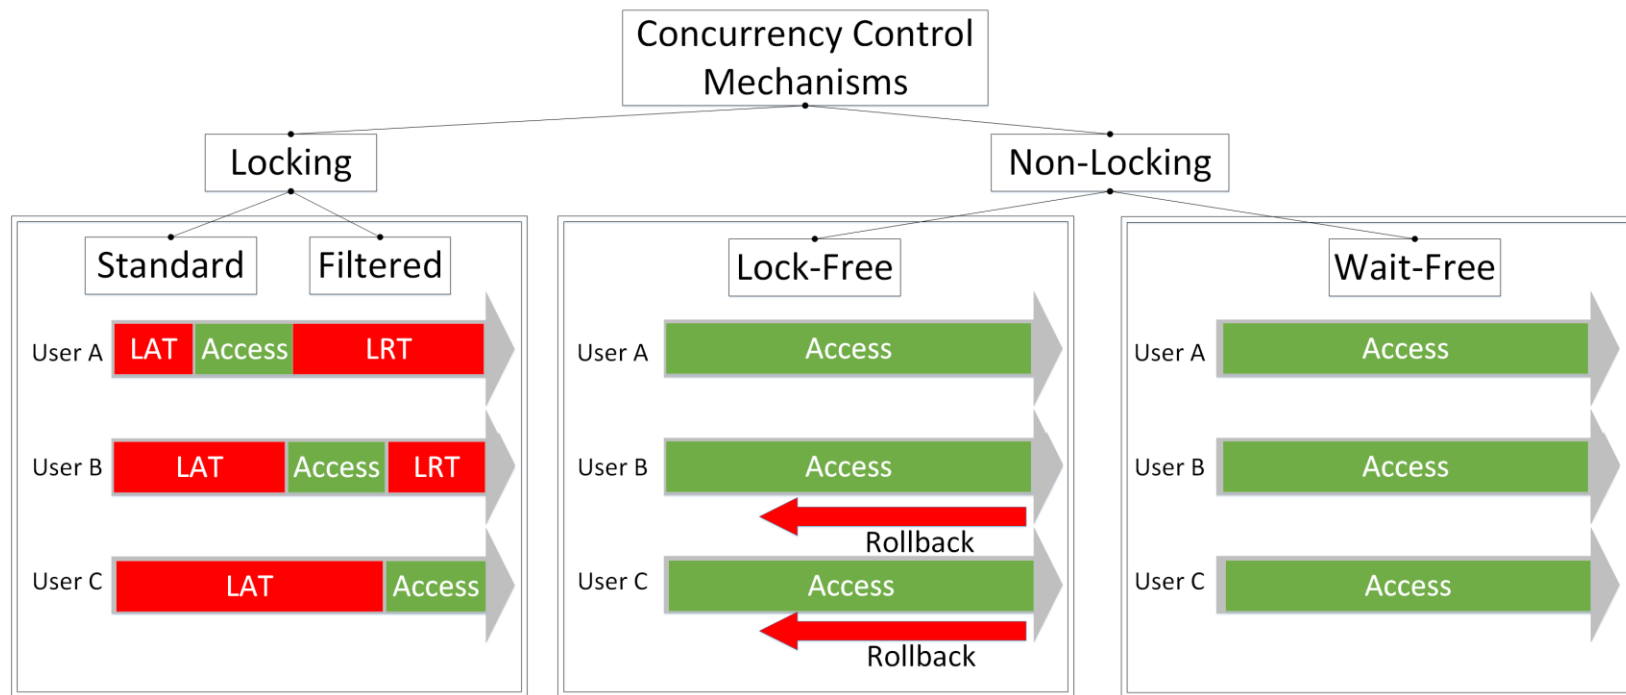 Concurrency Control
Mechanisms
Locking
Non-Locking
Standard
Filtered
User A
LAT
Access
LRT
User B
LAT
Access
LRT
User C
LAT
Access
Lock-Free
User A
Access
User B
Access
Rollback
User C
Access
Rollback
Wait-Free
User A
Access
User B
Access
User C
Access